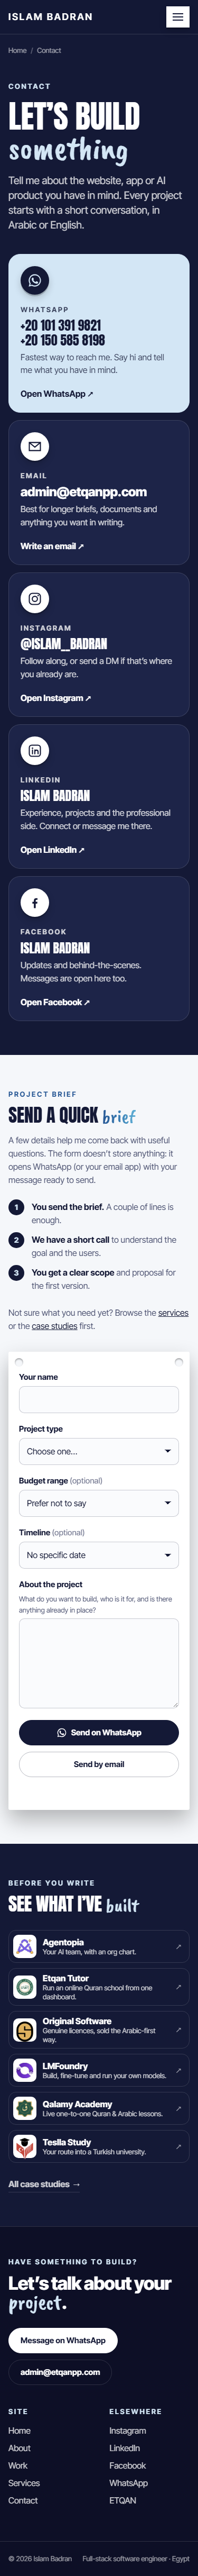 ISLAM BADRAN
Home / Contact
CONTACT
LET'S BUILD
something
Tell me about the website, app or AI
product you have in mind. Every project
starts with a short conversation, in
Arabic or English.
WHATSAPP
+20 101 391 9821
+20 150 585 8198
Fastest way to reach me. Say hi and tell
me what you have in mind.
Open WhatsApp ↗
EMAIL
admin@etqanpp.com
Best for longer briefs, documents and
anything you want in writing.
Write an email ↗
INSTAGRAM
@ISLAM__BADRAN
Follow along, or send a DM if that's where
you already are.
Open Instagram ↗
LINKEDIN
ISLAM BADRAN
Experience, projects and the professional
side. Connect or message me there.
Open LinkedIn ↗
FACEBOOK
ISLAM BADRAN
Updates and behind-the-scenes.
Messages are open here too.
Open Facebook ↗
PROJECT BRIEF
SEND A QUICK brief
A few details help me come back with useful
questions. The form doesn't store anything: it
opens WhatsApp (or your email app) with your
message ready to send.
1 You send the brief. A couple of lines is
enough.
2 We have a short call to understand the
goal and the users.
3 You get a clear scope and proposal for
the first version.
Not sure what you need yet? Browse the services
or the case studies first.
Your name
Project type
Choose one...
Budget range (optional)
Prefer not to say
Timeline (optional)
No specific date
About the project
What do you want to build, who is it for, and is there
anything already in place?
Send on WhatsApp
Send by email
BEFORE YOU WRITE
SEE WHAT I'VE built
Agentopia
Your AI team, with an org chart.
↗
Etqan Tutor
Run an online Quran school from one
dashboard.
↗
Original Software
Genuine licences, sold the Arabic-first
way.
↗
LMFoundry
Build, fine-tune and run your own models.
↗
Qalamy Academy
Live one-to-one Quran & Arabic lessons.
↗
Teslla Study
Your route into a Turkish university.
↗
All case studies →
HAVE SOMETHING TO BUILD?
Let's talk about your
project.
Message on WhatsApp
admin@etqanpp.com
SITE
Home
About
Work
Services
Contact
ELSEWHERE
Instagram
LinkedIn
Facebook
WhatsApp
ETQAN
© 2026 Islam Badran
Full-stack software engineer · Egypt